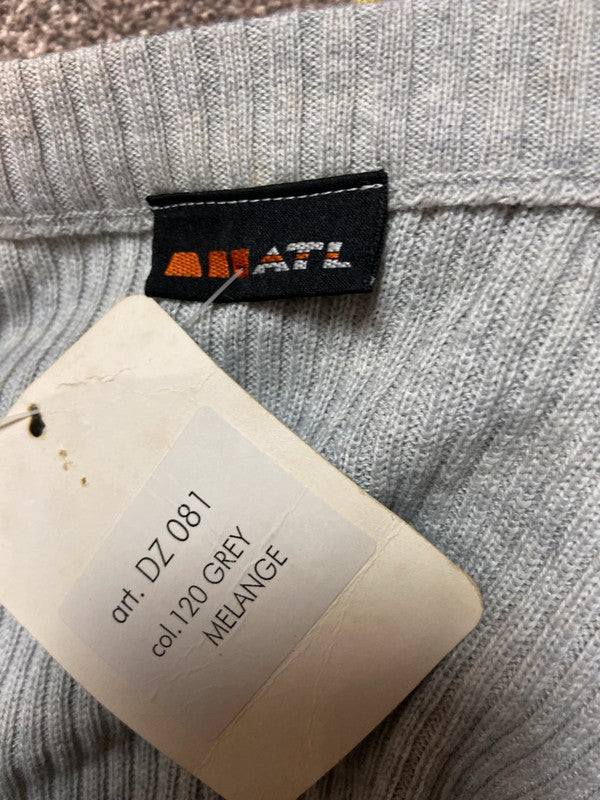 art. DZ 081
col. 120 GREY
MELANGE